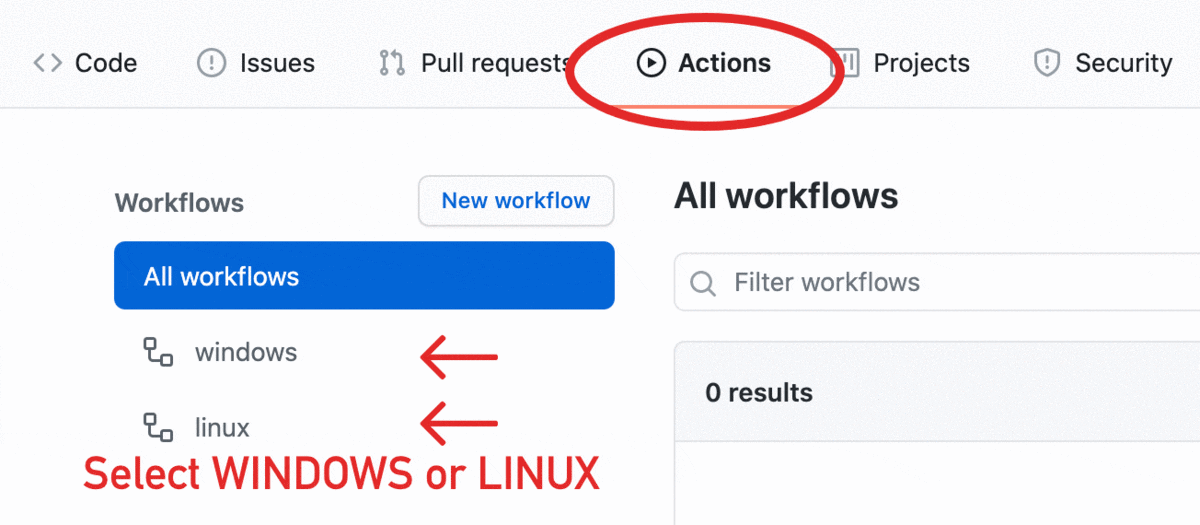 Code Issues Pull requests Actions Projects Security
Workflows New workflow All workflows
All workflows
Filter workflows
windows
0 results
linux
Select WINDOWS or LINUX